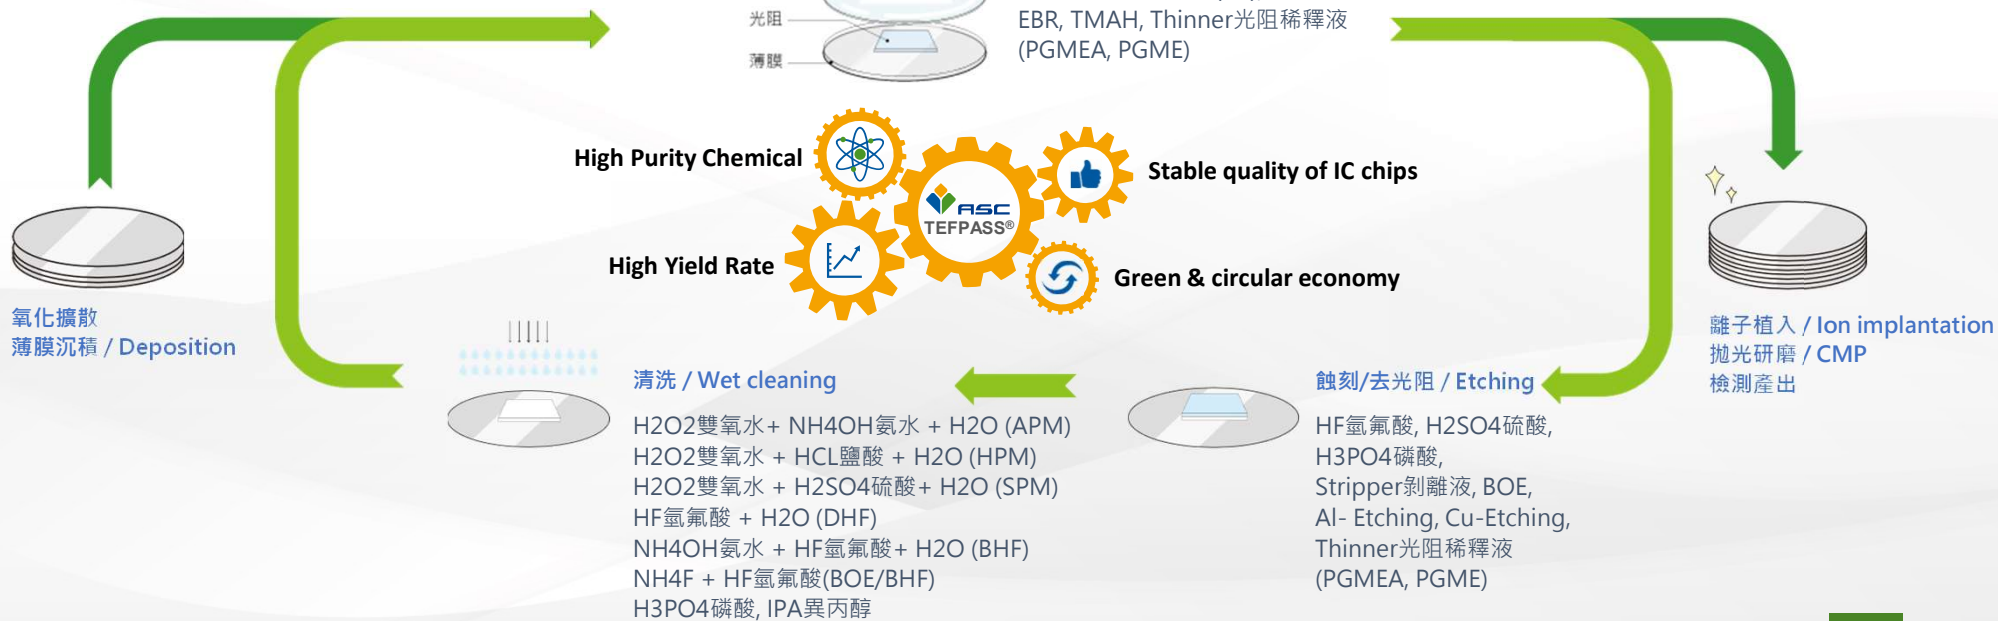 光阻
薄膜
EBR, TMAH, Thinner光阻稀釋液
(PGMEA, PGME)
High Purity Chemical
Stable quality of IC chips
ASC
TEFPASS®
High Yield Rate
Green & circular economy
氧化擴散
薄膜沉積 / Deposition
離子植入 / Ion implantation
拋光研磨 / CMP
檢測產出
清洗 / Wet cleaning
H2O2雙氧水+ NH4OH氨水 + H2O (APM)
H2O2雙氧水 + HCL鹽酸 + H2O (HPM)
H2O2雙氧水 + H2SO4硫酸+ H2O (SPM)
HF氫氟酸 + H2O (DHF)
NH4OH氨水 + HF氫氟酸+ H2O (BHF)
NH4F + HF氫氟酸(BOE/BHF)
H3PO4磷酸, IPA異丙醇
蝕刻/去光阻 / Etching
HF氫氟酸, H2SO4硫酸,
H3PO4磷酸,
Stripper剝離液, BOE,
Al- Etching, Cu-Etching,
Thinner光阻稀釋液
(PGMEA, PGME)